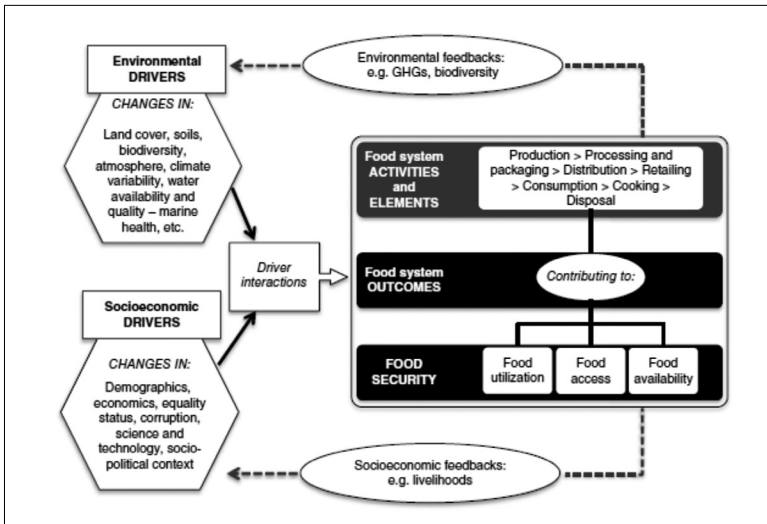 Environmental
DRIVERS
CHANGES IN:
Land cover, soils,
biodiversity,
atmosphere, climate
variability, water
availability and
quality – marine
health, etc.
Environmental feedbacks:
e.g. GHGs, biodiversity
Food system
ACTIVITIES
and
ELEMENTS
Production > Processing and
packaging > Distribution > Retailing
> Consumption > Cooking >
Disposal
Driver
interactions
Food system
OUTCOMES
Contributing to:
Socioeconomic
DRIVERS
CHANGES IN:
Demographics,
economics, equality
status, corruption,
science and
technology, socio-
political context
FOOD
SECURITY
Food
utilization
Food
access
Food
availability
Socioeconomic feedbacks:
e.g. livelihoods